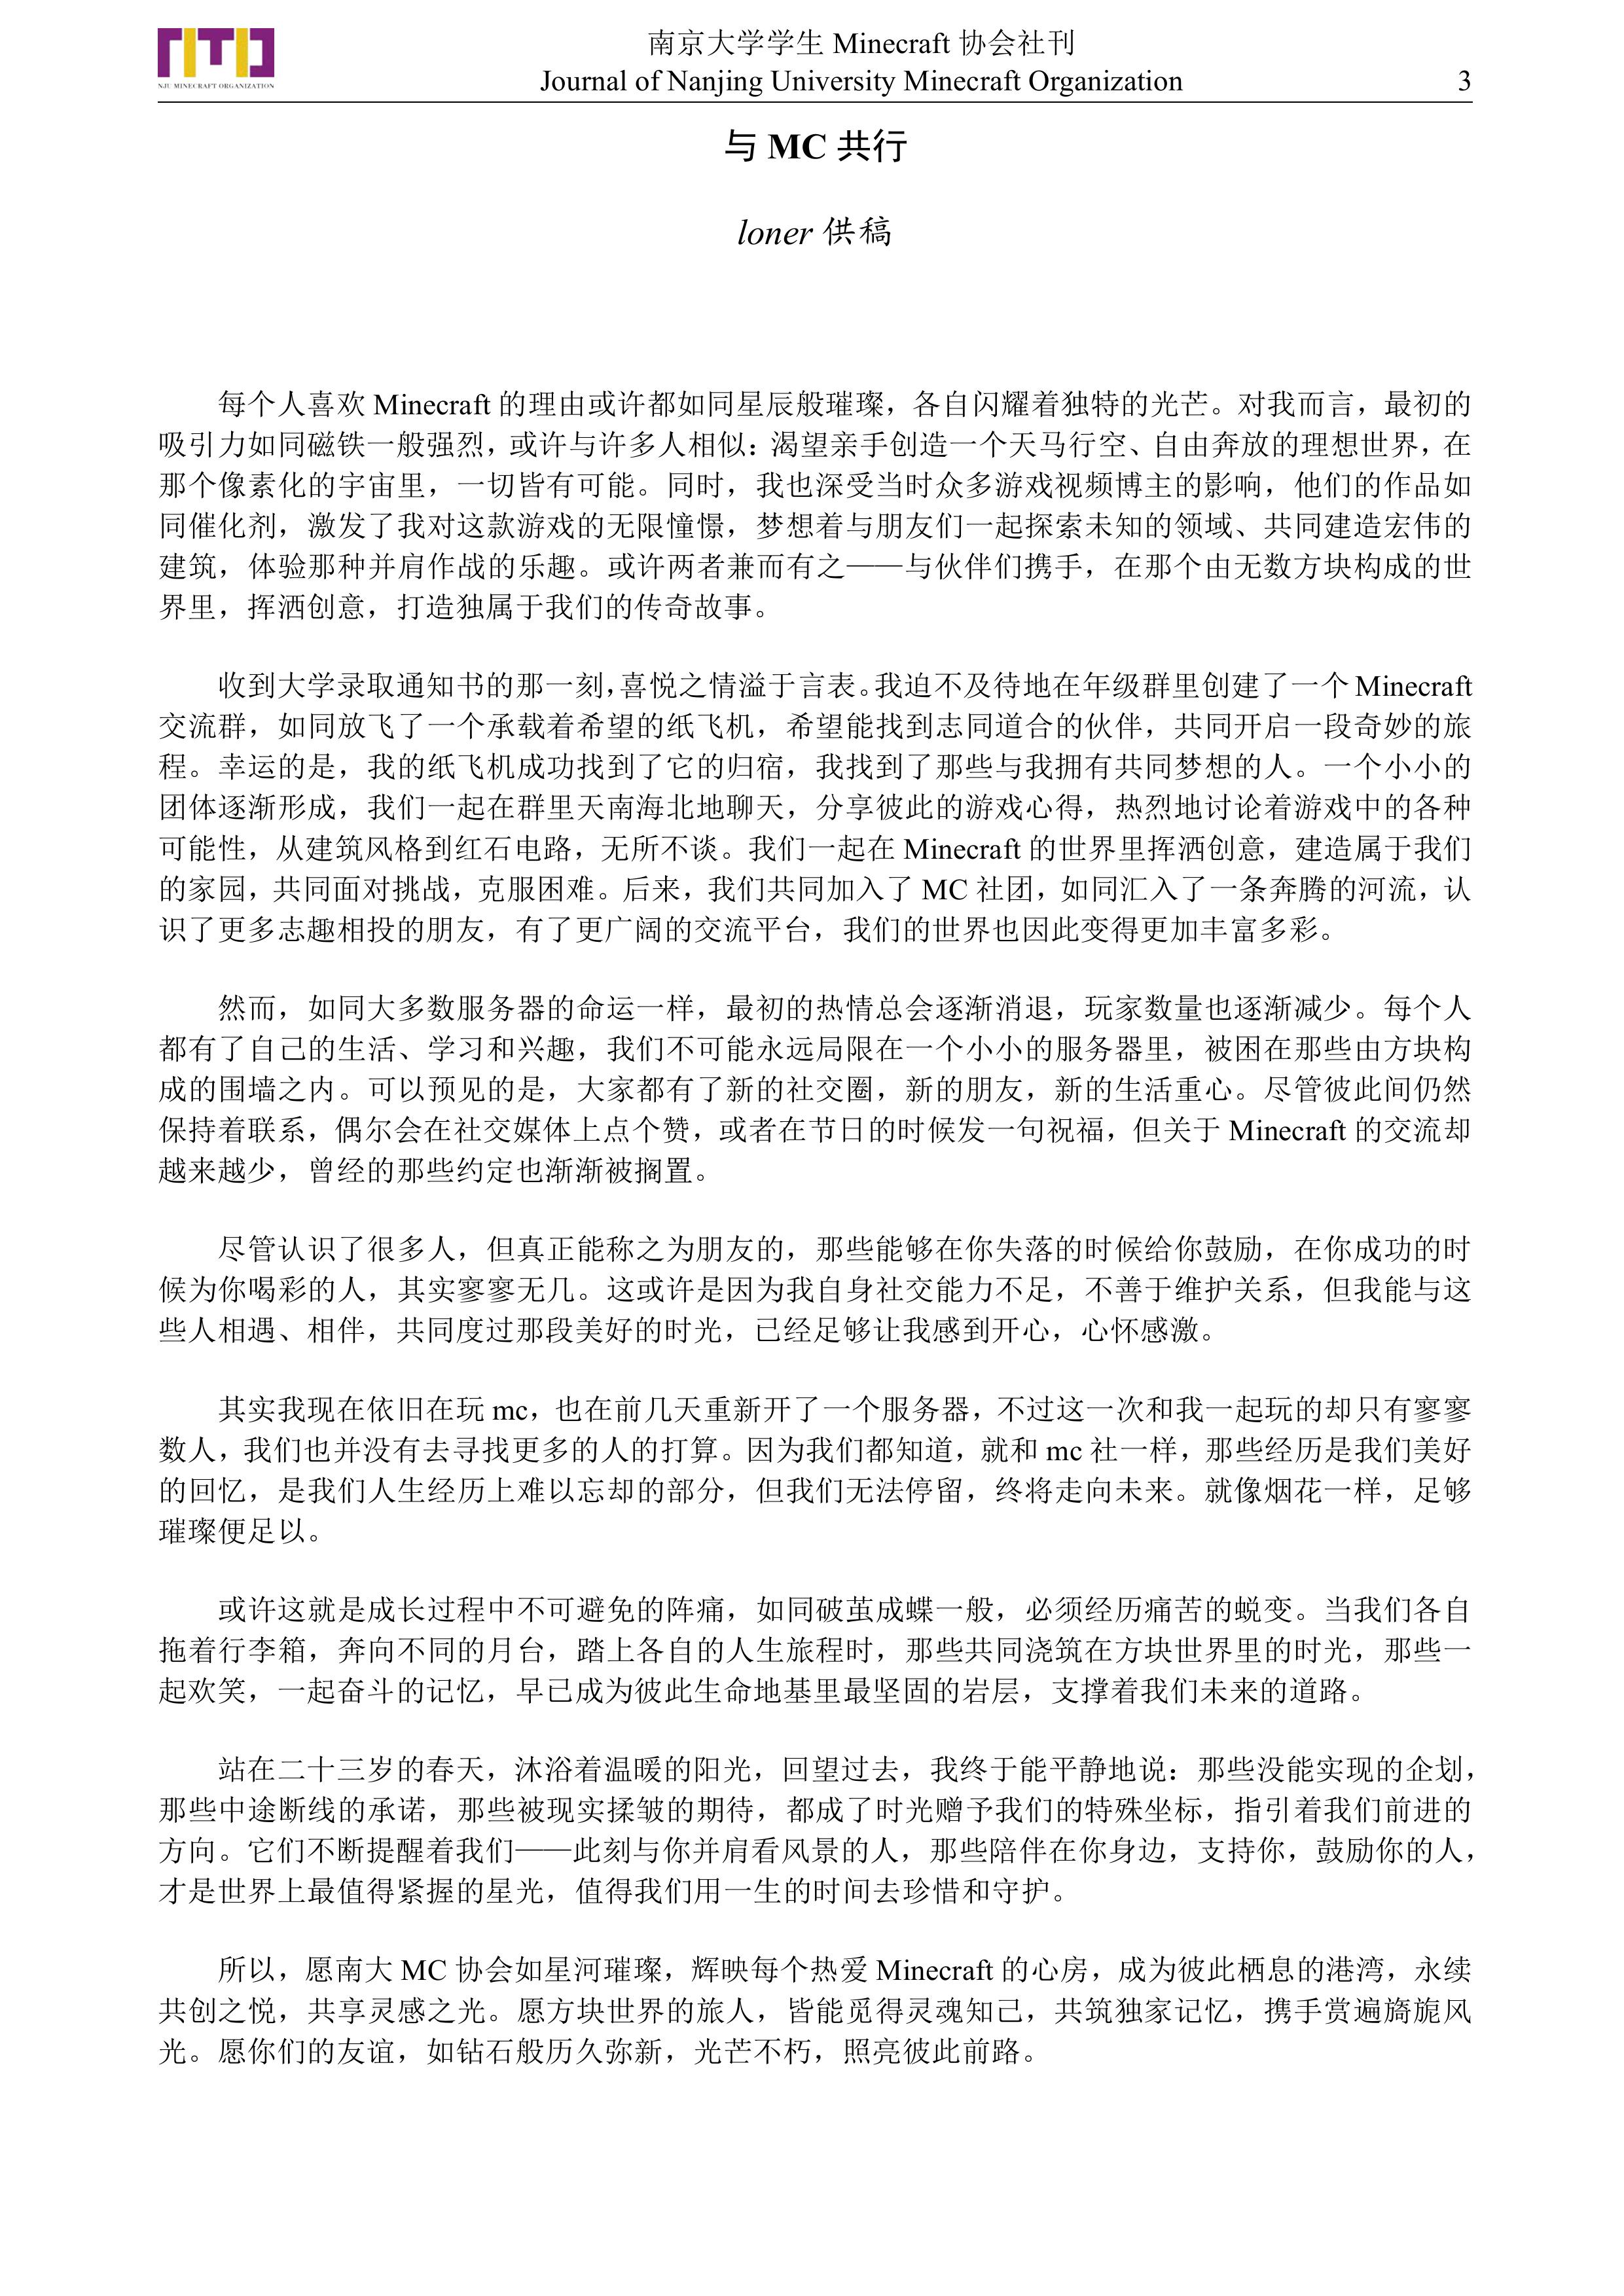 NJU MINECRAFT ORGANIZATION
南京大学学生 Minecraft 协会社刊
Journal of Nanjing University Minecraft Organization
3
与 MC 共行
loner 供稿
每个人喜欢 Minecraft 的理由或许都如同星辰般璀璨，各自闪耀着独特的光芒。对我而言，最初的
吸引力如同磁铁一般强烈，或许与许多人相似：渴望亲手创造一个天马行空、自由奔放的理想世界，在
那个像素化的宇宙里，一切皆有可能。同时，我也深受当时众多游戏视频博主的影响，他们的作品如
同催化剂，激发了我对这款游戏的无限憧憬，梦想着与朋友们一起探索未知的领域、共同建造宏伟的
建筑，体验那种并肩作战的乐趣。或许两者兼而有之——与伙伴们携手，在那个由无数方块构成的世
界里，挥洒创意，打造独属于我们的传奇故事。
收到大学录取通知书的那一刻，喜悦之情溢于言表。我迫不及待地在年级群里创建了一个 Minecraft
交流群，如同放飞了一个承载着希望的纸飞机，希望能找到志同道合的伙伴，共同开启一段奇妙的旅
程。幸运的是，我的纸飞机成功找到了它的归宿，我找到了那些与我拥有共同梦想的人。一个小小的
团体逐渐形成，我们一起在群里天南海北地聊天，分享彼此的游戏心得，热烈地讨论着游戏中的各种
可能性，从建筑风格到红石电路，无所不谈。我们一起在 Minecraft 的世界里挥洒创意，建造属于我们
的家园，共同面对挑战，克服困难。后来，我们共同加入了 MC 社团，如同汇入了一条奔腾的河流，认
识了更多志趣相投的朋友，有了更广阔的交流平台，我们的世界也因此变得更加丰富多彩。
然而，如同大多数服务器的命运一样，最初的热情总会逐渐消退，玩家数量也逐渐减少。每个人
都有了自己的生活、学习和兴趣，我们不可能永远局限在一个小小的服务器里，被困在那些由方块构
成的围墙之内。可以预见的是，大家都有了新的社交圈，新的朋友，新的生活重心。尽管彼此间仍然
保持着联系，偶尔会在社交媒体上点个赞，或者在节日的时候发一句祝福，但关于 Minecraft 的交流却
越来越少，曾经的那些约定也渐渐被搁置。
尽管认识了很多人，但真正能称之为朋友的，那些能够在你失落的时候给你鼓励，在你成功的时
候为你喝彩的人，其实寥寥无几。这或许是因为我自身社交能力不足，不善于维护关系，但我能与这
些人相遇、相伴，共同度过那段美好的时光，已经足够让我感到开心，心怀感激。
其实我现在依旧在玩 mc，也在前几天重新开了一个服务器，不过这一次和我一起玩的却只有寥寥
数人，我们也并没有去寻找更多的人的打算。因为我们都知道，就和 mc 社一样，那些经历是我们美好
的回忆，是我们人生经历上难以忘却的部分，但我们无法停留，终将走向未来。就像烟花一样，足够
璀璨便足以。
或许这就是成长过程中不可避免的阵痛，如同破茧成蝶一般，必须经历痛苦的蜕变。当我们各自
拖着行李箱，奔向不同的月台，踏上各自的人生旅程时，那些共同浇筑在方块世界里的时光，那些一
起欢笑，一起奋斗的记忆，早已成为彼此生命地基里最坚固的岩层，支撑着我们未来的道路。
站在二十三岁的春天，沐浴着温暖的阳光，回望过去，我终于能平静地说：那些没能实现的企划，
那些中途断线的承诺，那些被现实揉皱的期待，都成了时光赠予我们的特殊坐标，指引着我们前进的
方向。它们不断提醒着我们——此刻与你并肩看风景的人，那些陪伴在你身边，支持你，鼓励你的人，
才是世界上最值得紧握的星光，值得我们用一生的时间去珍惜和守护。
所以，愿南大 MC 协会如星河璀璨，辉映每个热爱 Minecraft 的心房，成为彼此栖息的港湾，永续
共创之悦，共享灵感之光。愿方块世界的旅人，皆能觅得灵魂知己，共筑独家记忆，携手赏遍旖旎风
光。愿你们的友谊，如钻石般历久弥新，光芒不朽，照亮彼此前路。